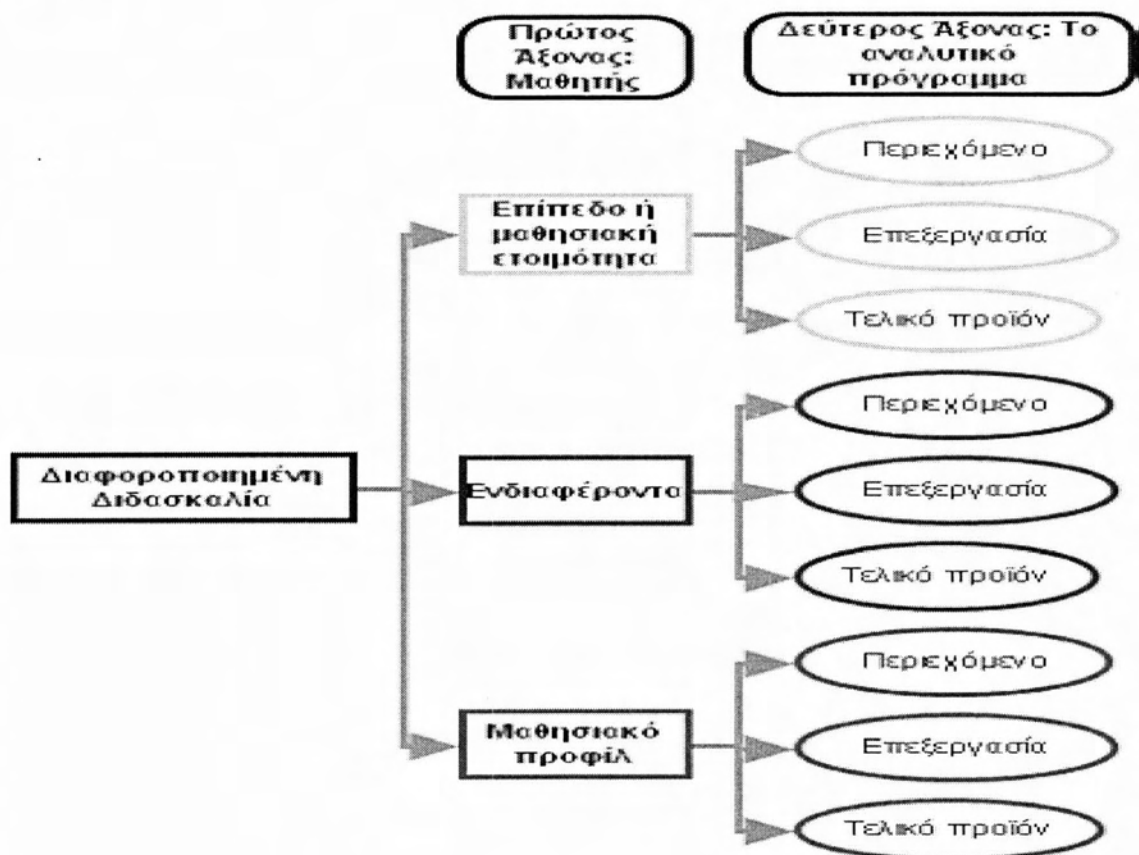 Πρώτος
Άξονας:
Μαθητής
Δεύτερος Άξονας: Το
αναλυτικό
πρόγραμμα
Διαφοροποιημένη
Διδασκαλία
Επίπεδο ή
μαθησιακή
ετοιμότητα
Περιεχόμενο
Επεξεργασία
Τελικό προϊόν
Ενδιαφέροντα
Περιεχόμενο
Επεξεργασία
Τελικό προϊόν
Μαθησιακό
προφίλ
Περιεχόμενο
Επεξεργασία
Τελικό προϊόν